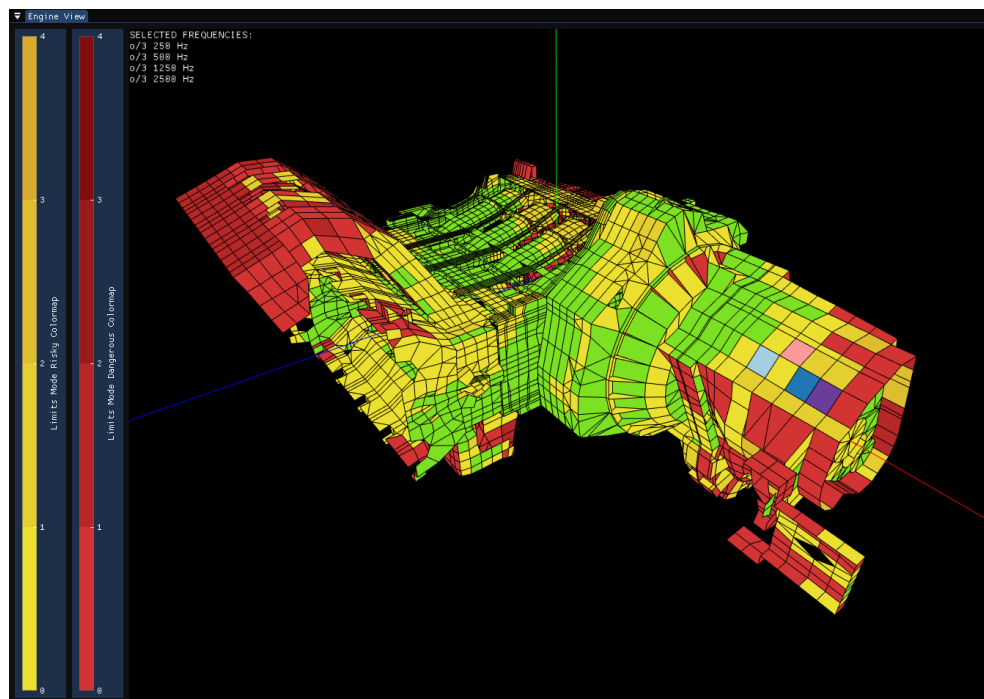 Engine View
SELECTED FREQUENCIES:
o/3 250 Hz
o/3 500 Hz
o/3 1250 Hz
o/3 2500 Hz
4
3
2
1
0
Limits Mode Risky Colormap
4
3
2
1
0
Limits Mode Dangerous Colormap